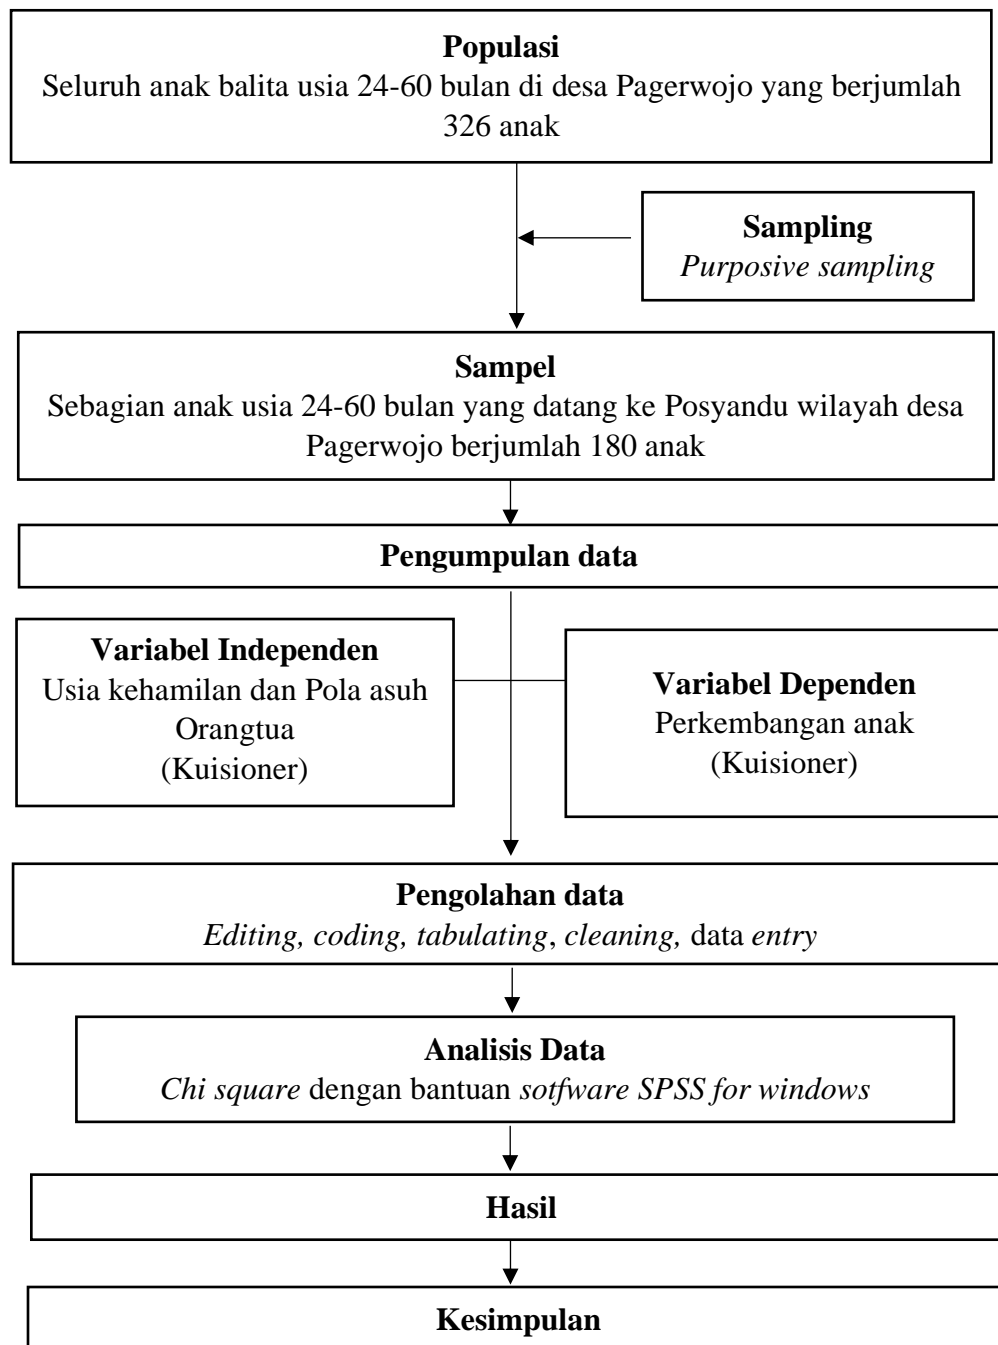 Populasi
Seluruh anak balita usia 24-60 bulan di desa Pagerwojo yang berjumlah
326 anak
Sampling
Purposive sampling
Sampel
Sebagian anak usia 24-60 bulan yang datang ke Posyandu wilayah desa
Pagerwojo berjumlah 180 anak
Pengumpulan data
Variabel Independen
Usia kehamilan dan Pola asuh
Orangtua
(Kuisioner)
Variabel Dependen
Perkembangan anak
(Kuisioner)
Pengolahan data
Editing, coding, tabulating, cleaning, data entry
Analisis Data
Chi square dengan bantuan sotfware SPSS for windows
Hasil
Kesimpulan